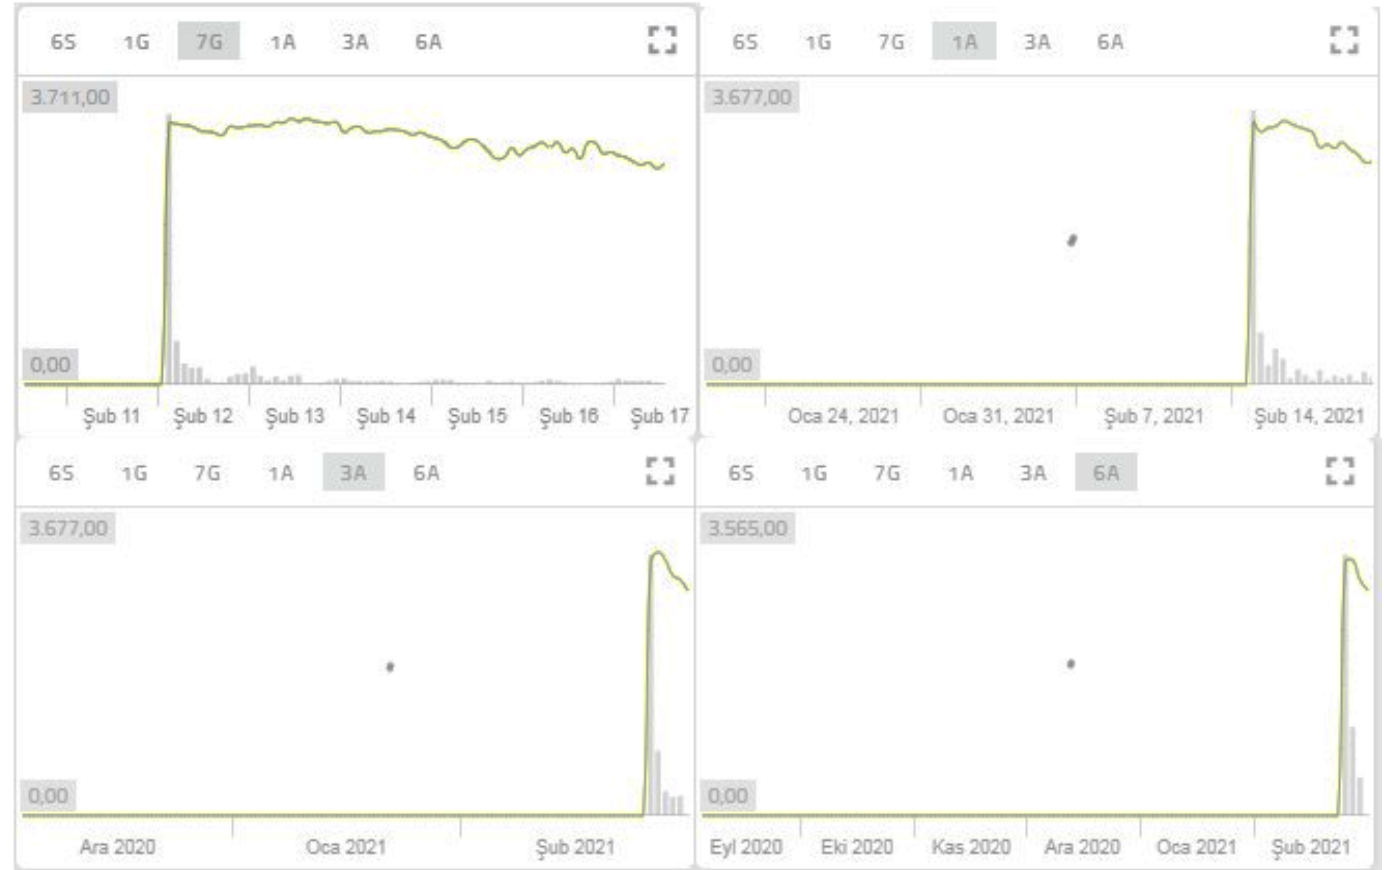 6S 1G 7G 1A 3A 6A
3.711,00
0,00
Şub 11 Şub 12 Şub 13 Şub 14 Şub 15 Şub 16 Şub 17
6S 1G 7G 1A 3A 6A
3.677,00
0,00
Oca 24, 2021 Oca 31, 2021 Şub 7, 2021 Şub 14, 2021
6S 1G 7G 1A 3A 6A
3.677,00
0,00
Ara 2020 Oca 2021 Şub 2021
6S 1G 7G 1A 3A 6A
3.565,00
0,00
Eyl 2020 Eki 2020 Kas 2020 Ara 2020 Oca 2021 Şub 2021